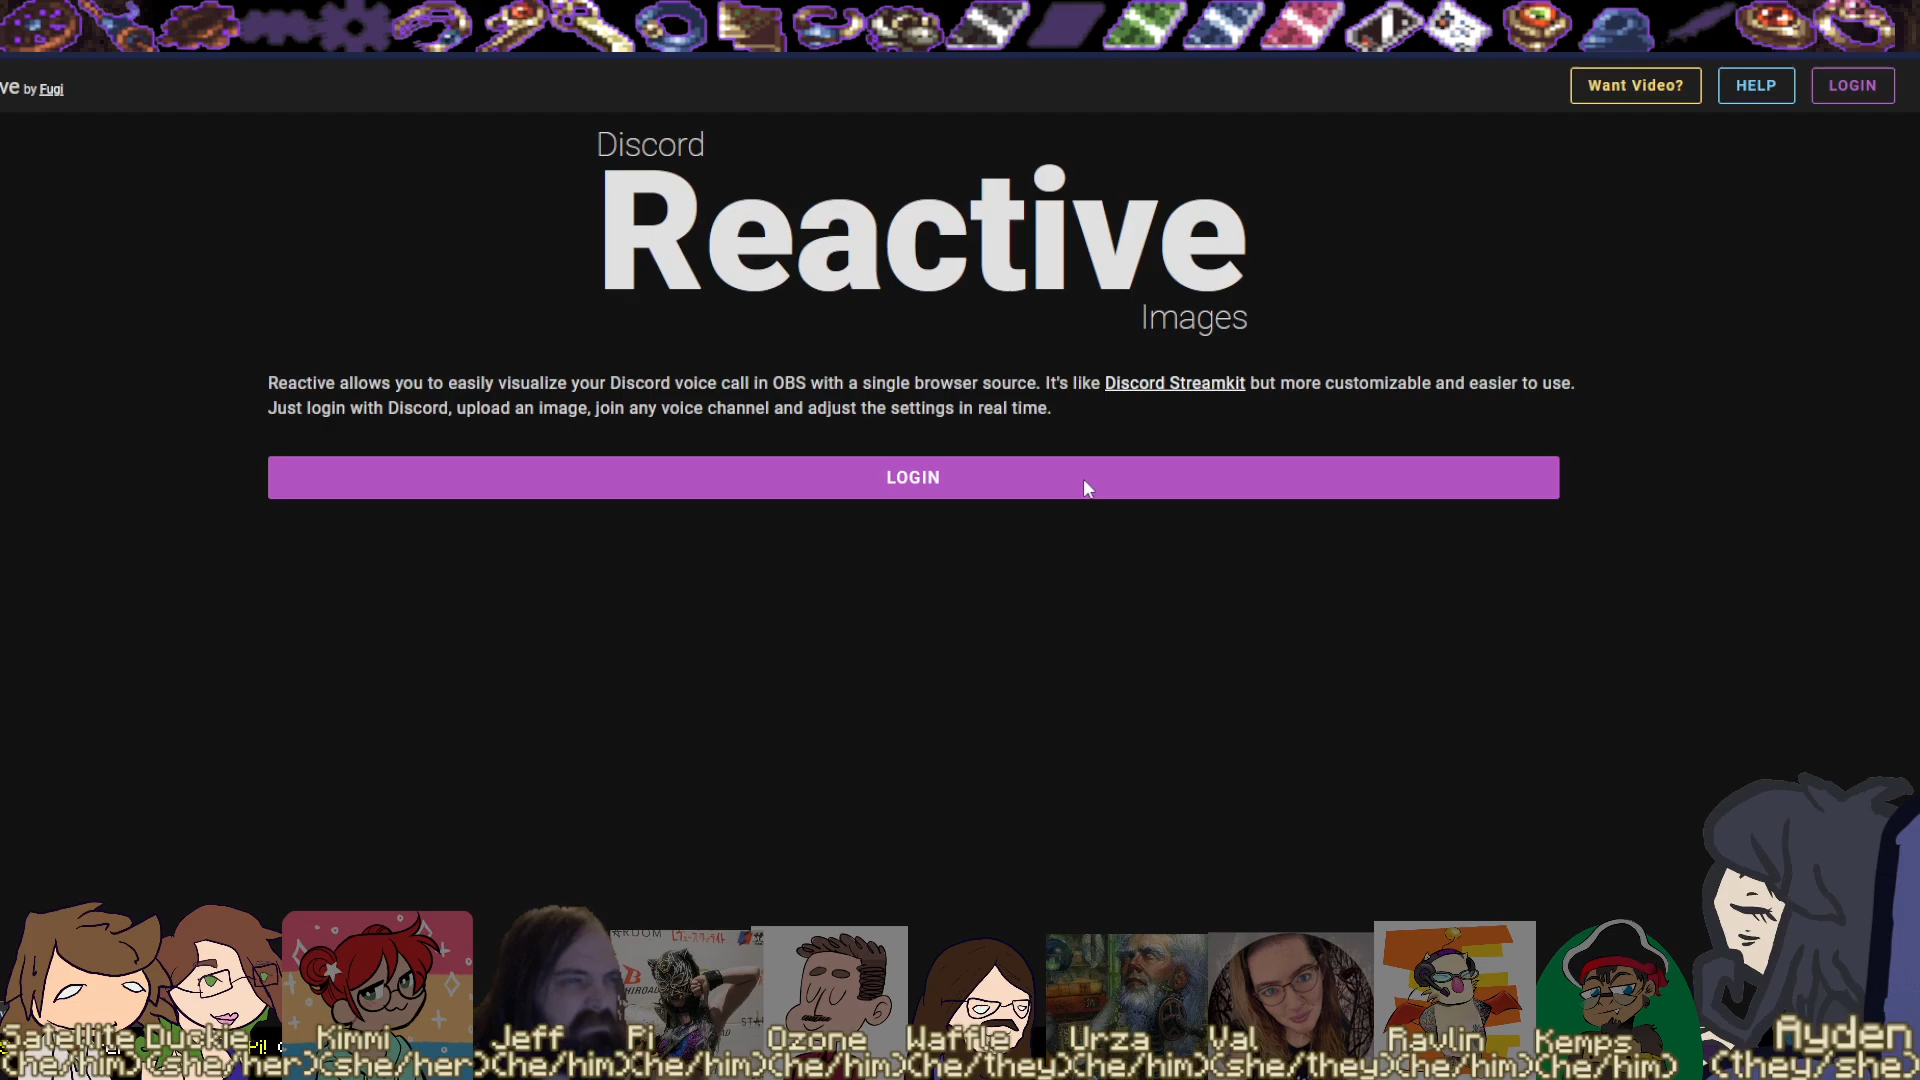 ve by Fugi
Want Video?
HELP
LOGIN
Discord
Reactive
Images
Reactive allows you to easily visualize your Discord voice call in OBS with a single browser source. It's like Discord Streamkit but more customizable and easier to use.
Just login with Discord, upload an image, join any voice channel and adjust the settings in real time.
LOGIN
Duckie Kimmi Jeff Pi Ozone Waffle Urza Val Ravlin Kemps Ayden
(he/him) (she/her) (she/her) (he/him) (he/him) (he/him) (he/they) (he/him) (she/they) (he/him) (he/him) (they/she)